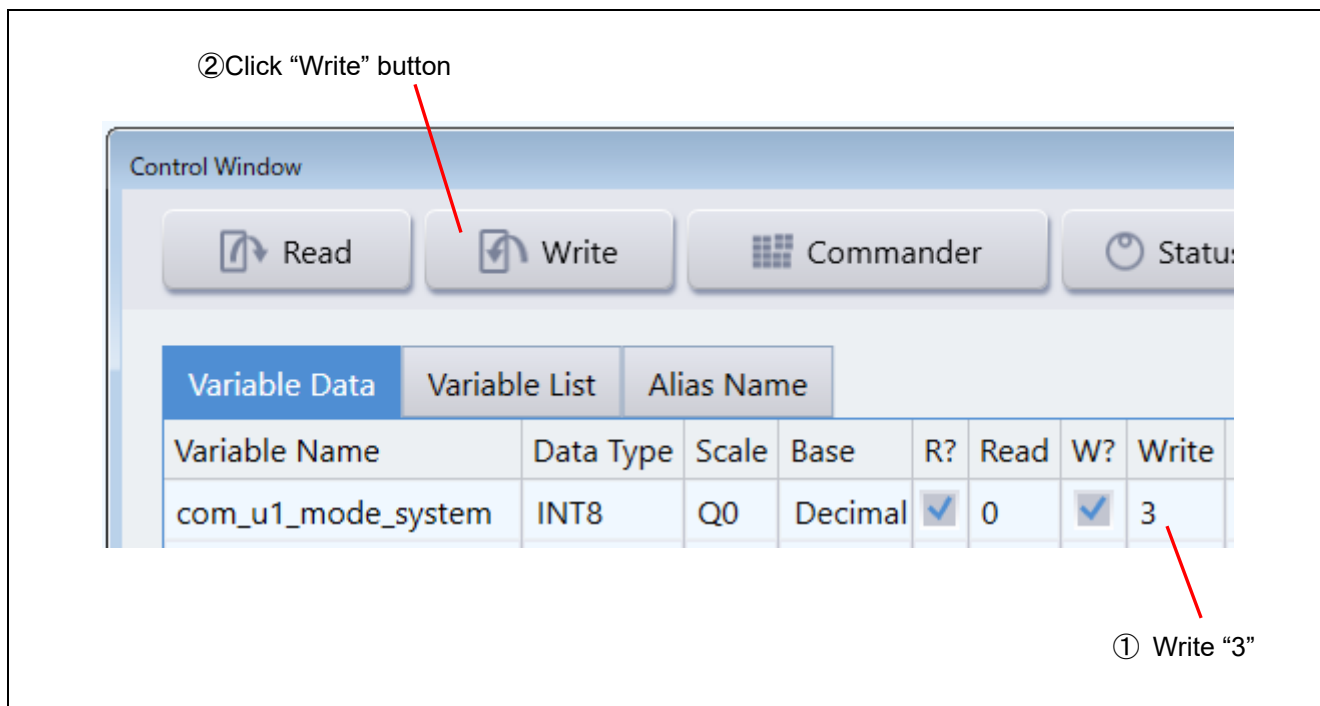 ②Click “Write” button
Control Window
Read Write Commander Statu
Variable Data Variable List Alias Name
Variable Name Data Type Scale Base R? Read W? Write
com_u1_mode_system INT8 Q0 Decimal 0 3
① Write “3”